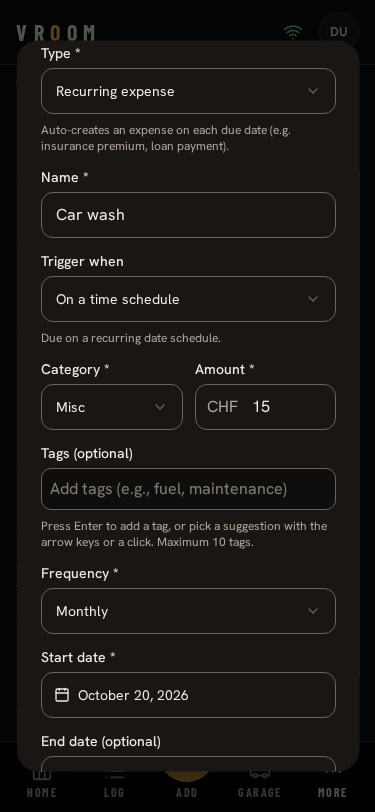 VROOM
DU
Type *
Recurring expense
Auto-creates an expense on each due date (e.g.
insurance premium, loan payment).
Name *
Car wash
Trigger when
On a time schedule
Due on a recurring date schedule.
Category *
Amount *
Misc
CHF 15
Tags (optional)
Add tags (e.g., fuel, maintenance)
Press Enter to add a tag, or pick a suggestion with the
arrow keys or a click. Maximum 10 tags.
Frequency *
Monthly
Start date *
October 20, 2026
End date (optional)
HOME
LOG
ADD
GARAGE
MORE